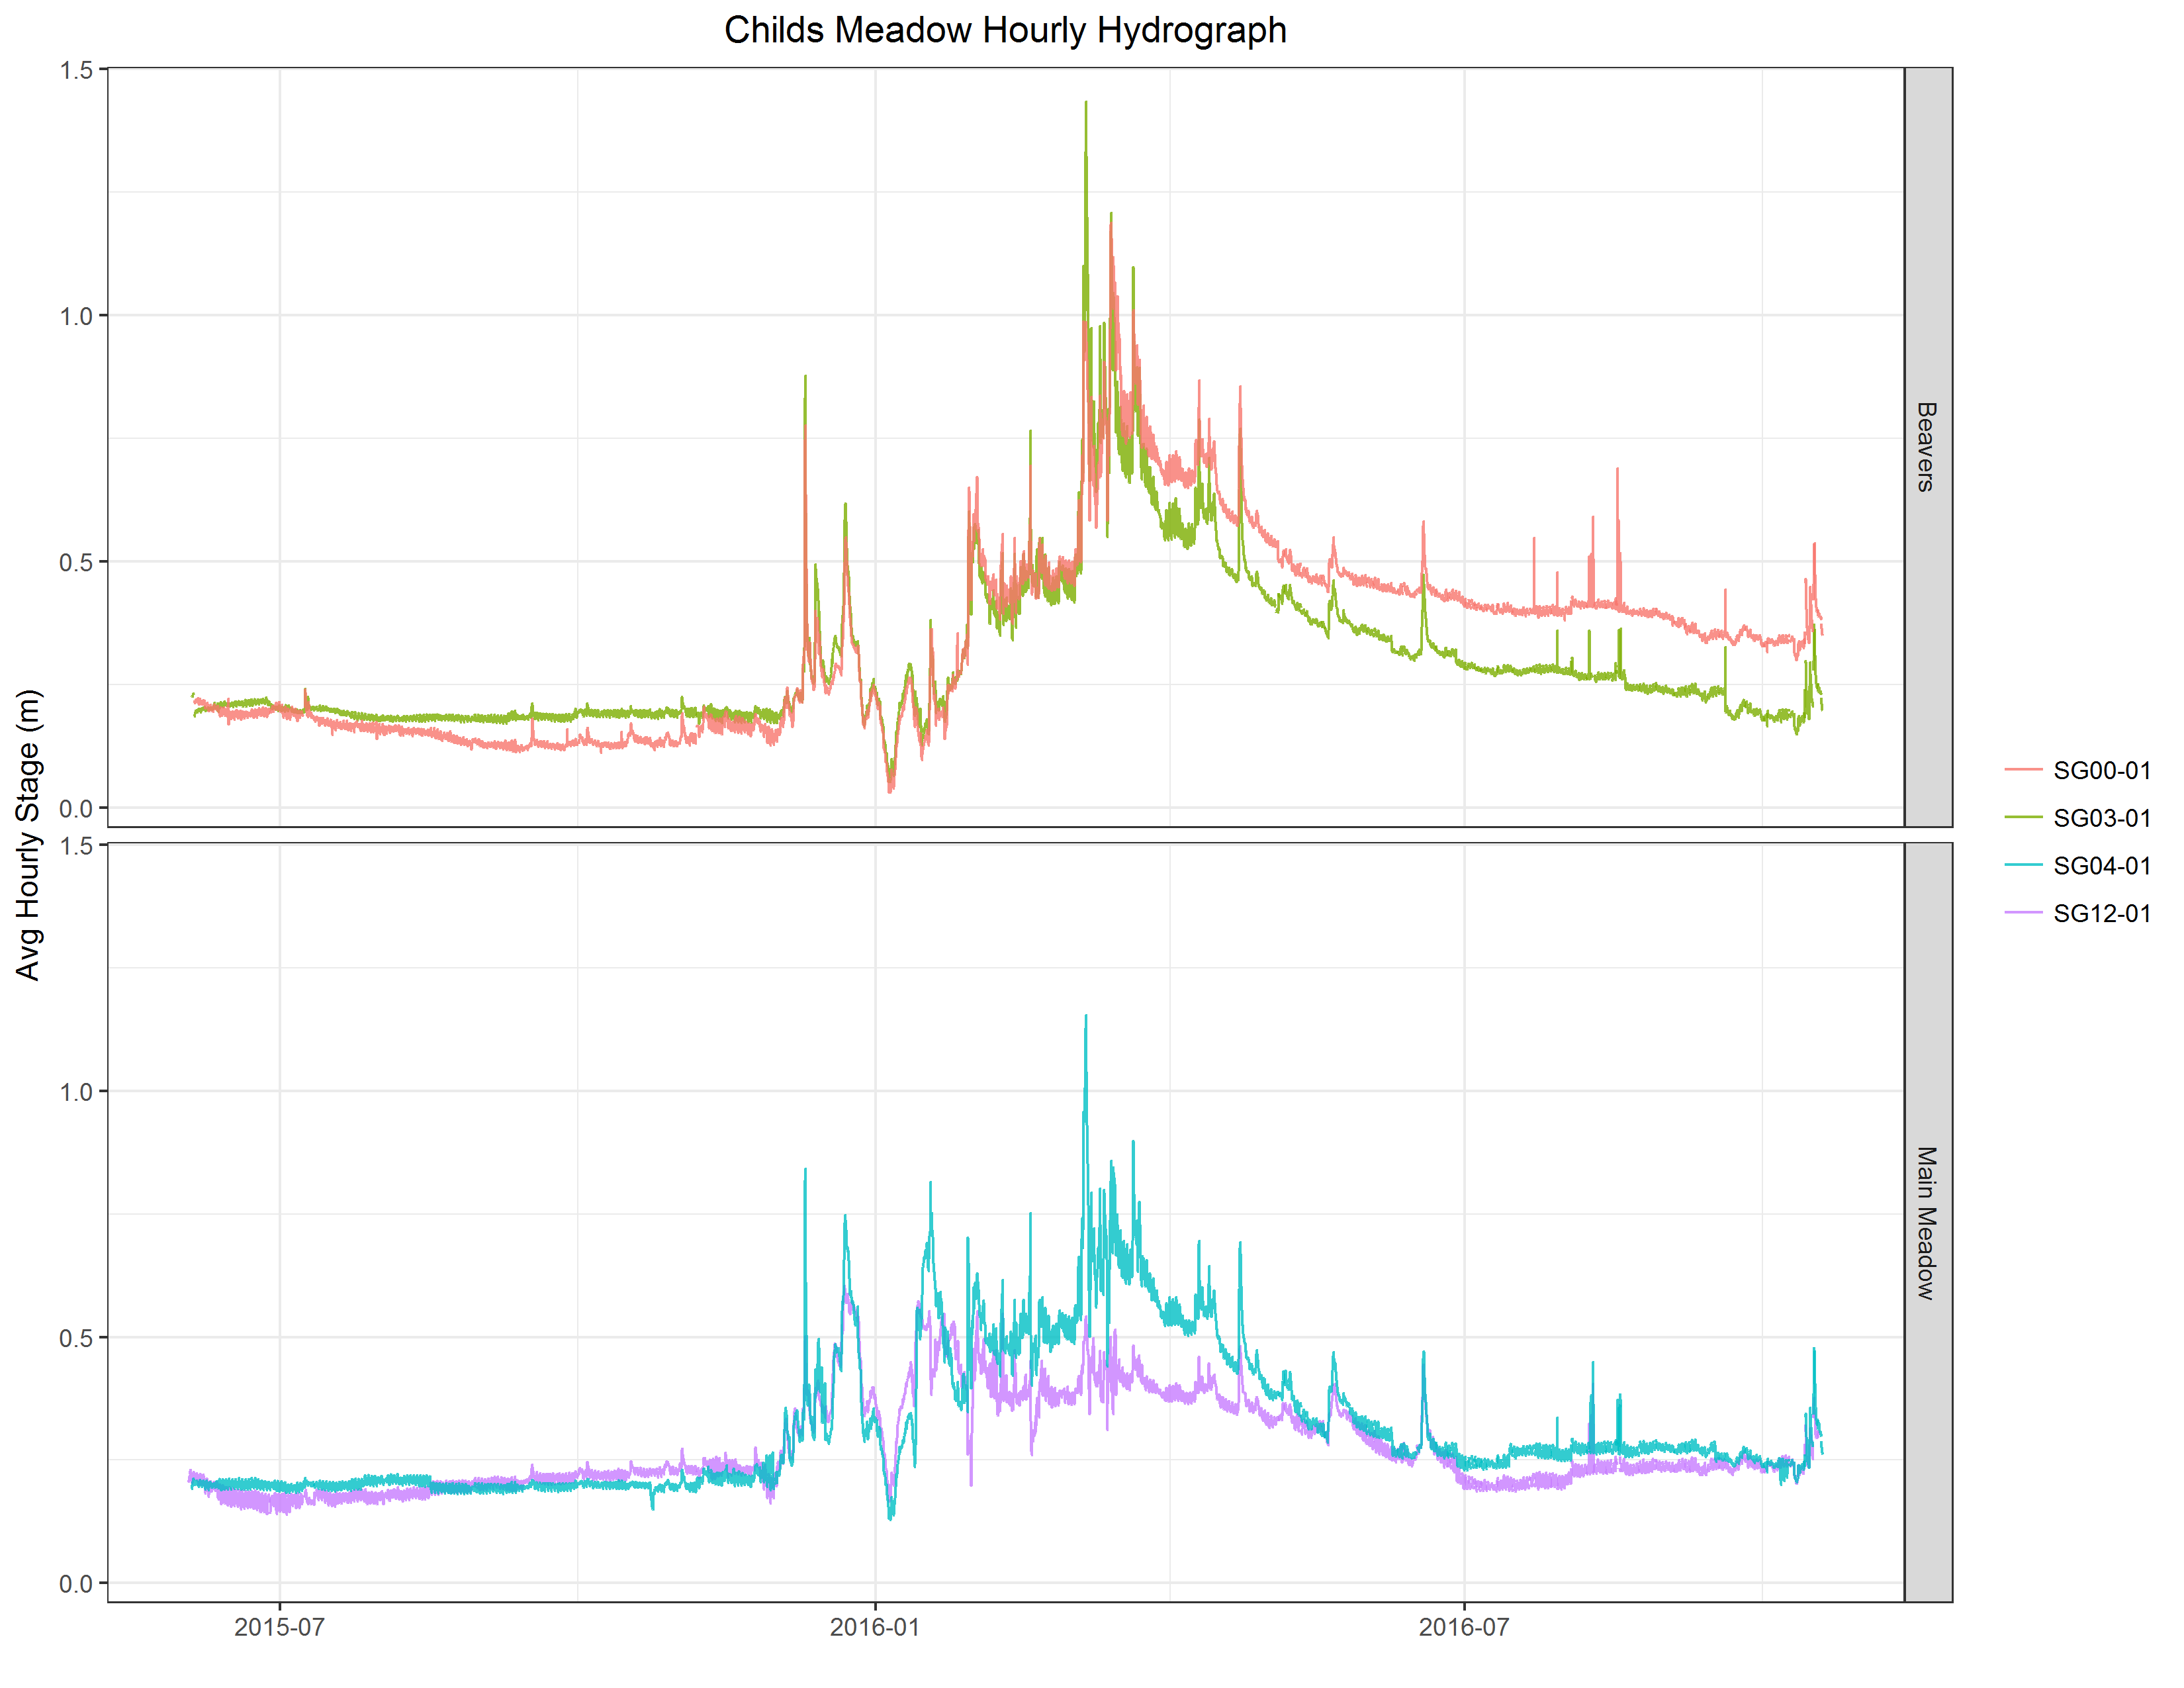 Childs Meadow Hourly Hydrograph
Avg Hourly Stage (m)
1.5
1.0
0.5
0.0
Beavers
1.5
1.0
0.5
0.0
Main Meadow
2015-07
2016-01
2016-07
SG00-01
SG03-01
SG04-01
SG12-01